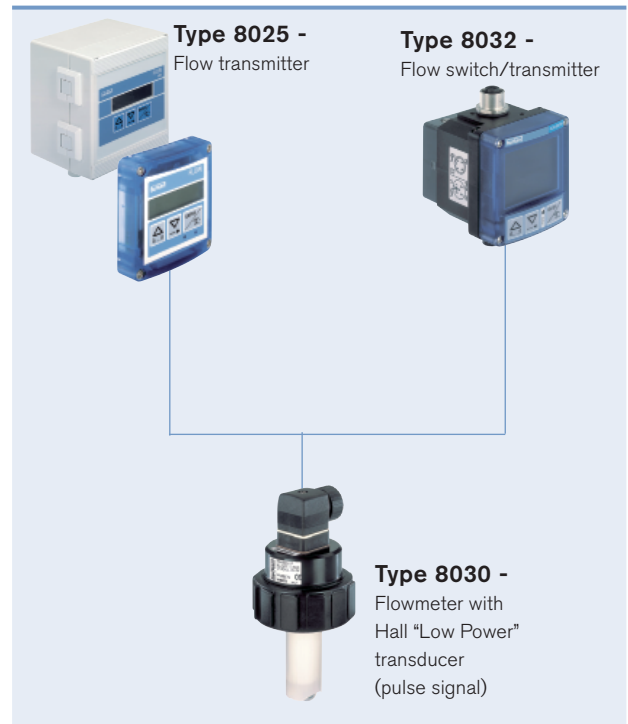 Type 8025 -
Flow transmitter
Type 8032 -
Flow switch/transmitter
Type 8030 -
Flowmeter with
Hall “Low Power”
transducer
(pulse signal)